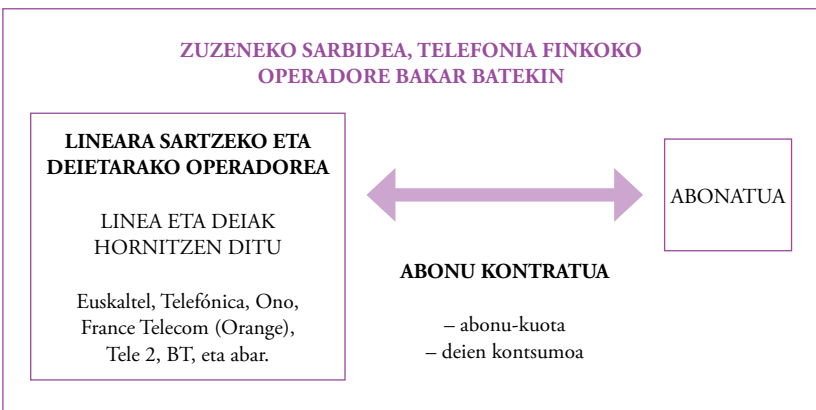 ZUZENEKO SARBIDEA, TELEFONIA FINKOKO
OPERADORE BAKAR BATEKIN
LINEARA SARTZEKO ETA
DEIETARAKO OPERADOREA
LINEA ETA DEIAK
HORNITZEN DITU
Euskaltel, Telefónica, Ono,
France Telecom (Orange),
Tele 2, BT, eta abar.
ABONU KONTRATUA
– abonu-kuota
– deien kontsumoa
ABONATUA